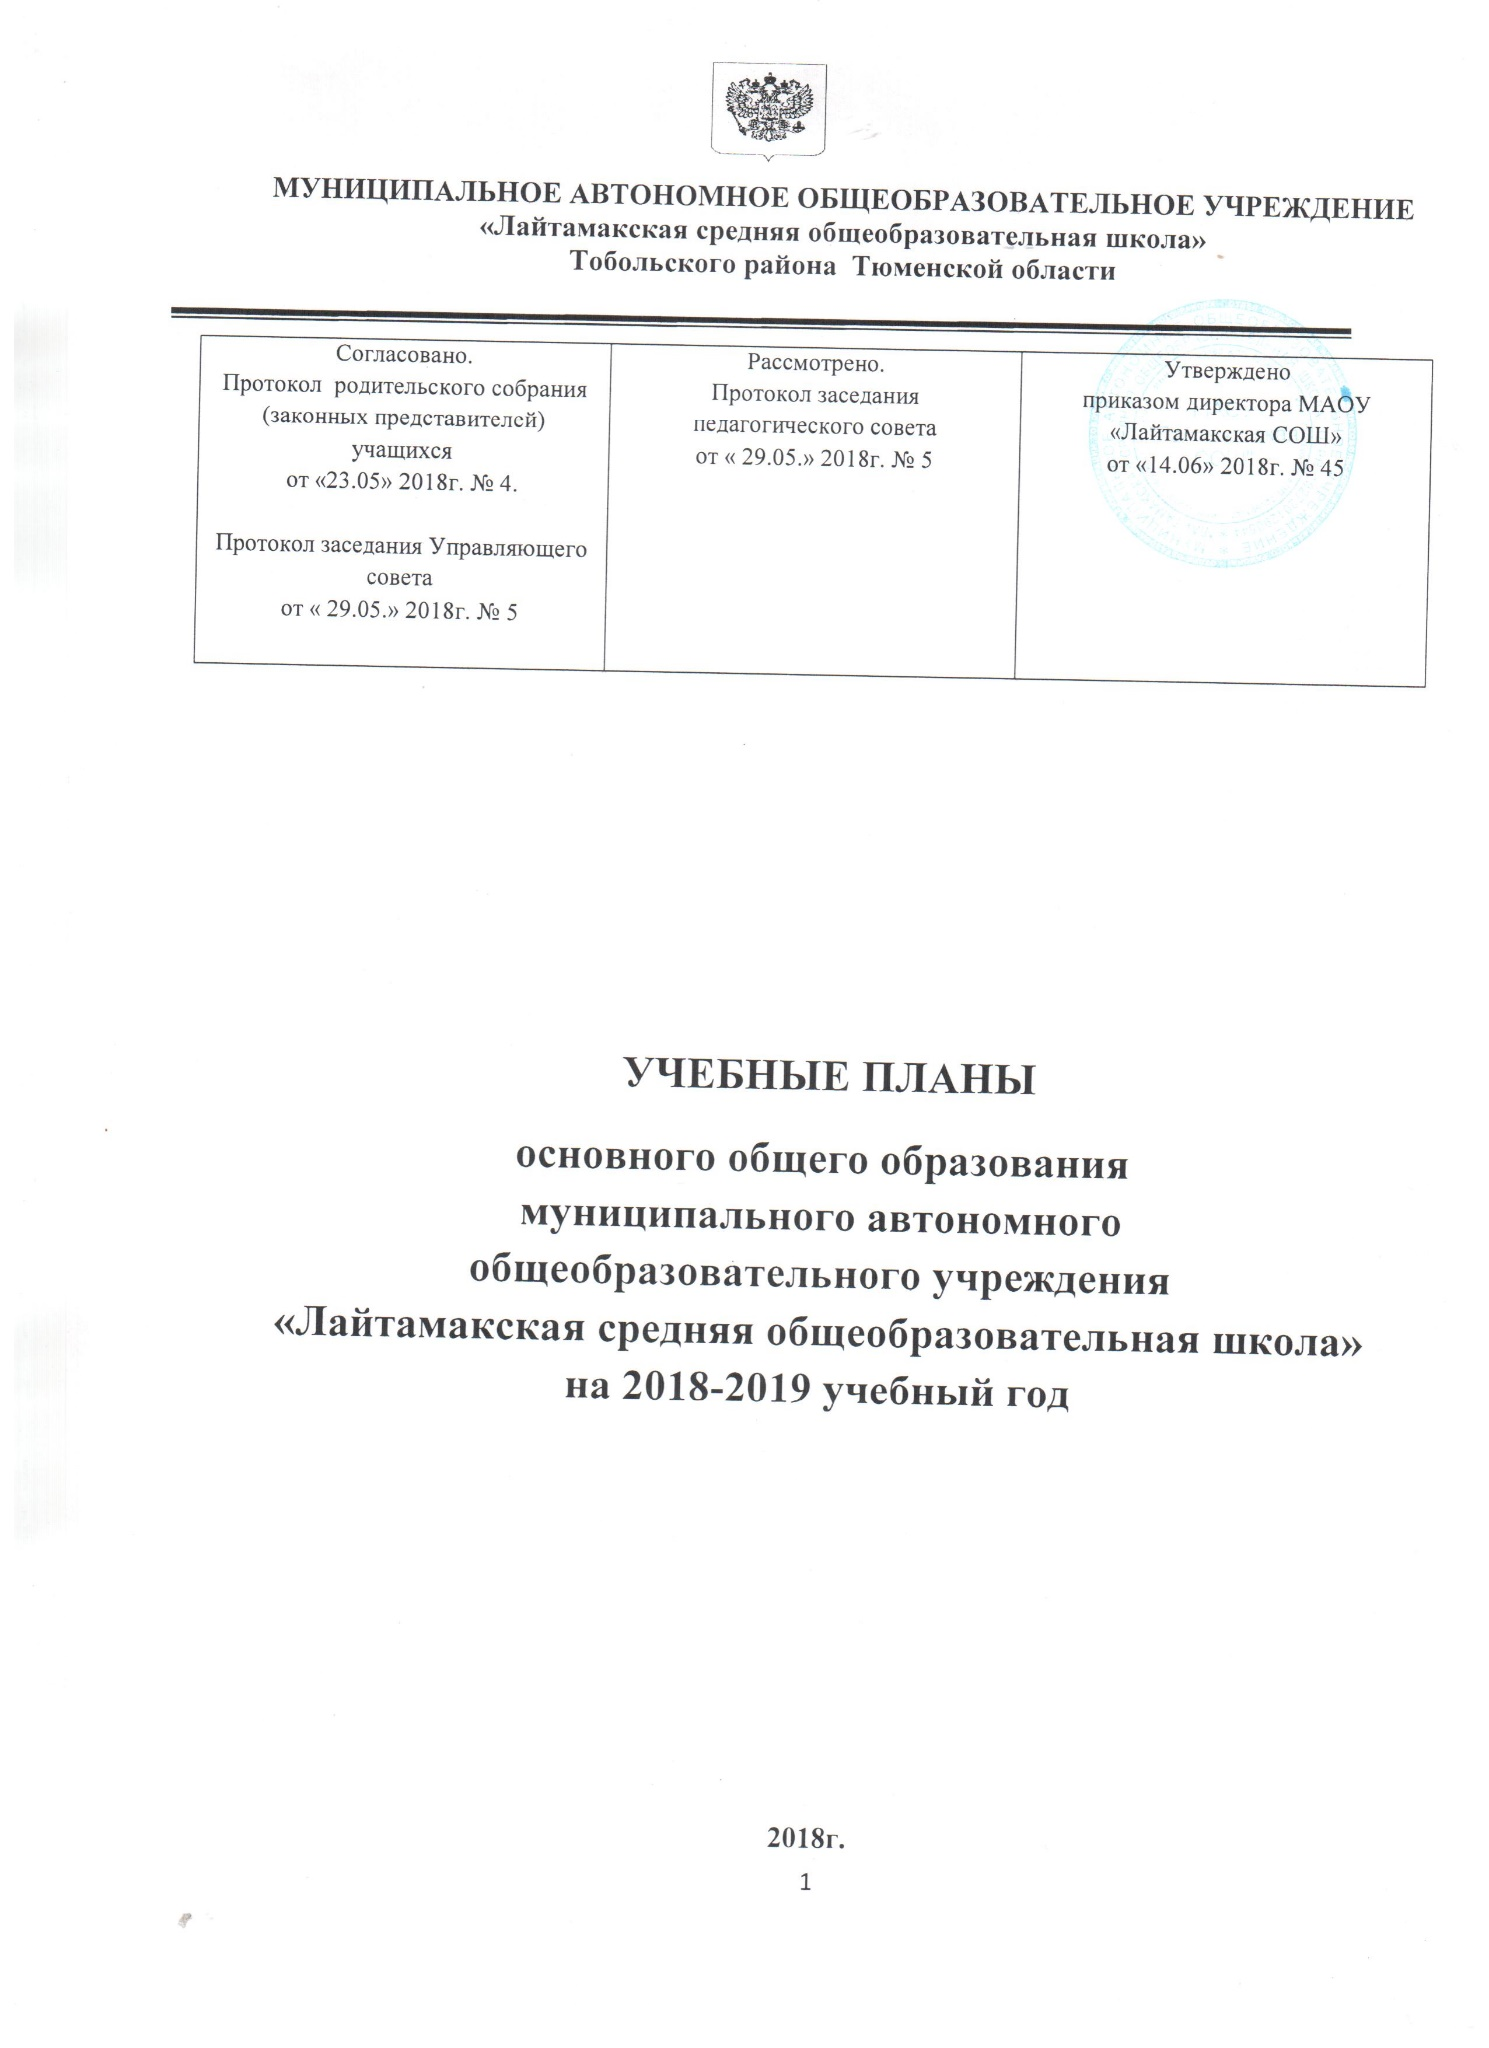 МУНИЦИПАЛЬНОЕ АВТОНОМНОЕ ОБЩЕОБРАЗОВАТЕЛЬНОЕ УЧРЕЖДЕНИЕ
«Лайтамакская средняя общеобразовательная школа»
Тобольского района Тюменской области
Согласовано.
Протокол родительского собрания
(законных представителей)
учащихся
от «23.05» 2018г. № 4.
Протокол заседания Управляющего
совета
от « 29.05.» 2018г. № 5
Рассмотрено.
Протокол заседания
педагогического совета
от « 29.05.» 2018г. № 5
Утверждено
приказом директора МАОУ
«Лайтамакская СОШ»
от «14.06» 2018г. № 45
УЧЕБНЫЕ ПЛАНЫ
основного общего образования
муниципального автономного
общеобразовательного учреждения
«Лайтамакская средняя общеобразовательная школа»
на 2018-2019 учебный год
2018г.
1